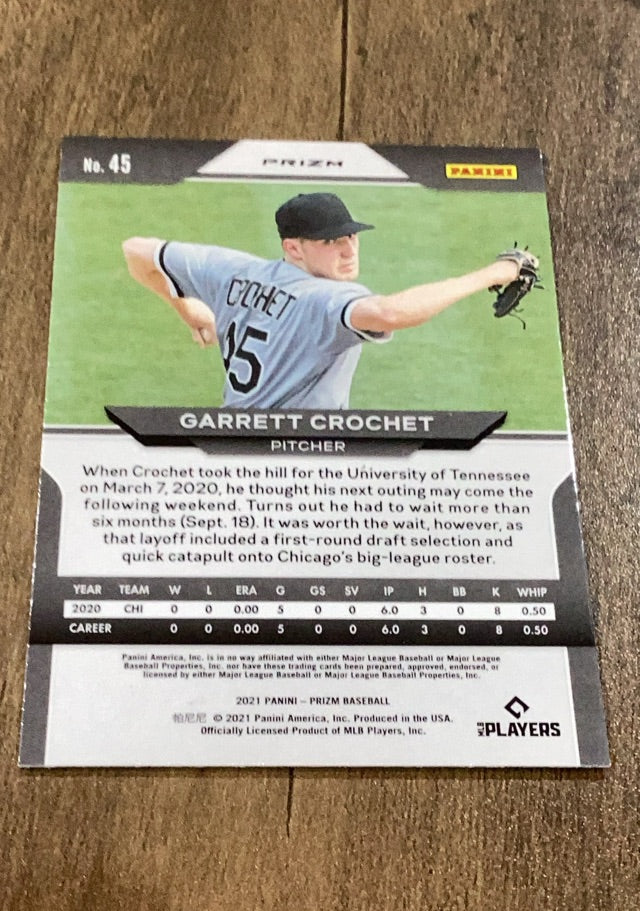 No. 45
PRIZM
PANINI
CROCHET
45
GARRETT CROCHET
PITCHER
When Crochet took the hill for the University of Tennessee
on March 7, 2020, he thought his next outing may come the
following weekend. Turns out he had to wait more than
six months (Sept. 18). It was worth the wait, however, as
that layoff included a first-round draft selection and
quick catapult onto Chicago's big-league roster.
YEAR TEAM W L ERA G GS SV IP H BB K WHIP
2020 CHI 0 0 0.00 5 0 0 6.0 3 0 8 0.50
CAREER 0 0 0.00 5 0 0 6.0 3 0 8 0.50
Panini America, Inc. is in no way affiliated with either Major League Baseball or Major League
Baseball Properties, Inc. nor have these trading cards been prepared, approved, endorsed, or
licensed by either Major League Baseball or Major League Baseball Properties, Inc.
2021 PANINI – PRIZM BASEBALL
帕尼尼 © 2021 Panini America, Inc. Produced in the USA.
Officially Licensed Product of MLB Players, Inc.
MLB PLAYERS